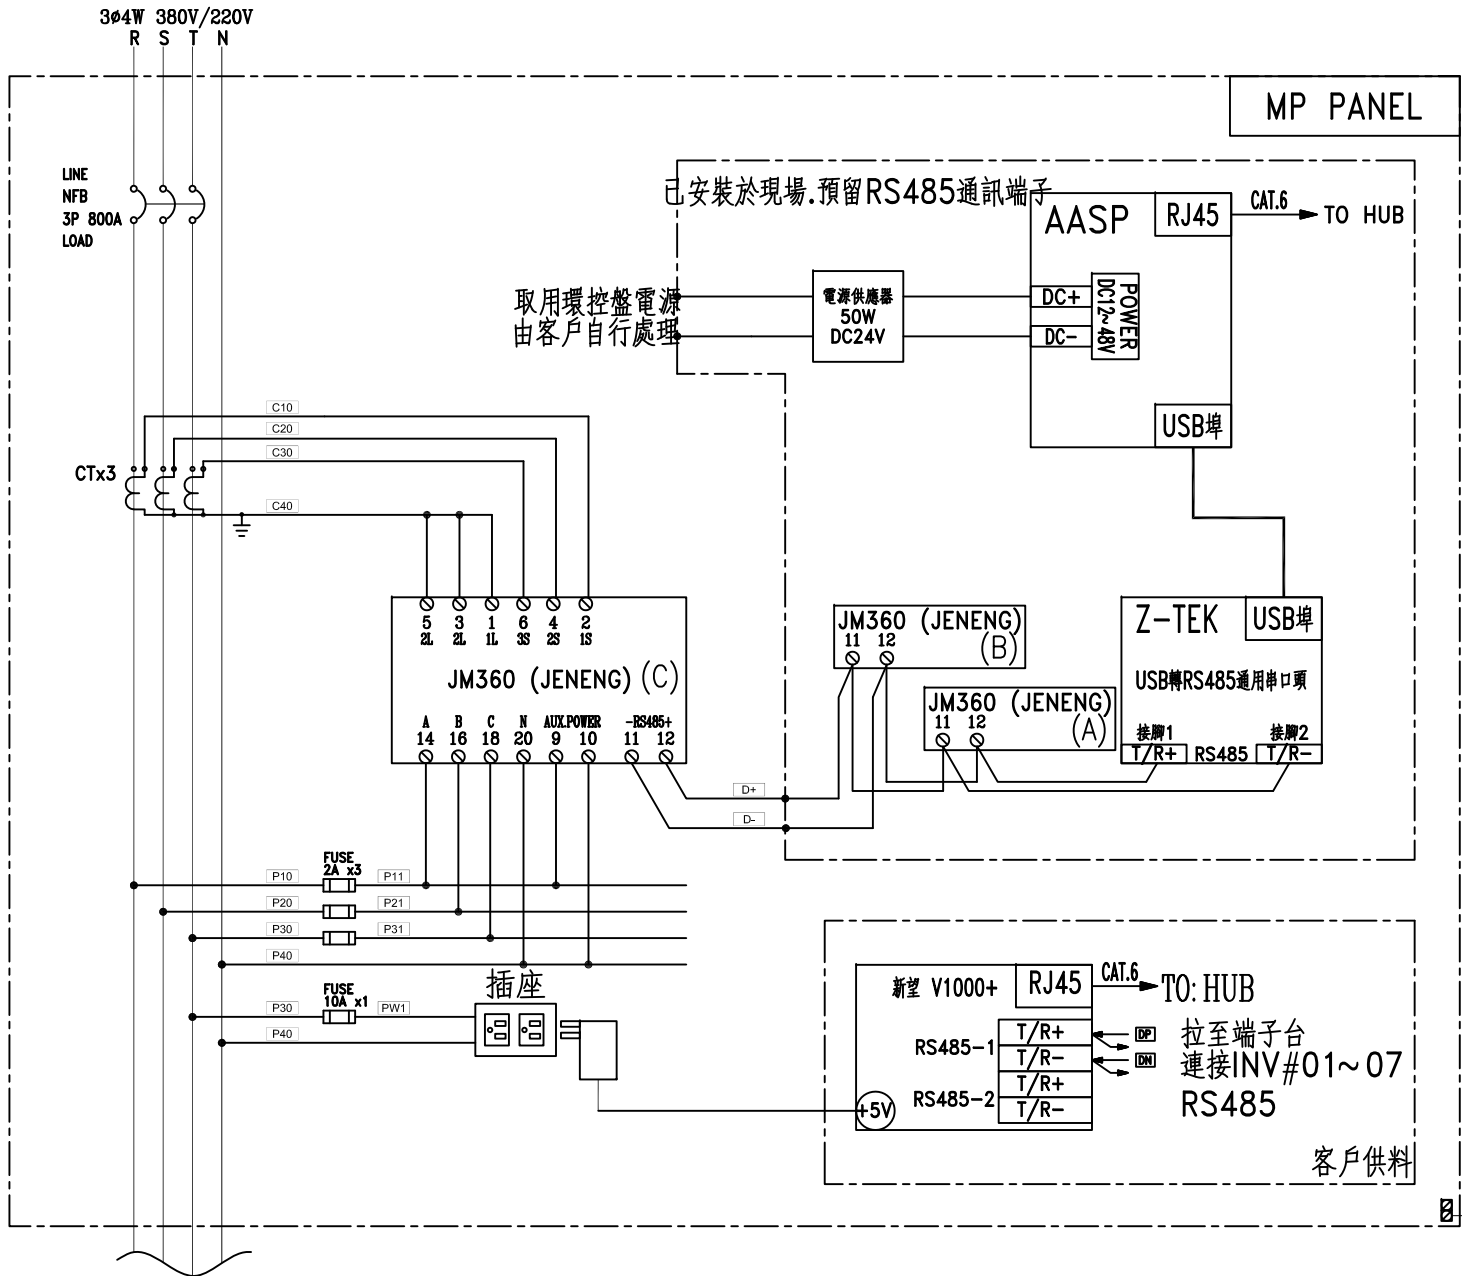 3ø4W 380V/220V
R S T N
MP PANEL
LINE
NFB
3P 800A
LOAD
已安裝於現場.預留RS485通訊端子
AASP
RJ45
CAT.6
TO HUB
取用環控盤電源
由客戶自行處理
電源供應器
50W
DC24V
DC+
DC-
POWER
DC12~48V
USB埠
C10
C20
C30
CTx3
C40
5 3 1 6 4 2
2L 2L 1L 3S 2S 1S
JM360 (JENENG) (C)
A B C N AUX.POWER -RS485+
14 16 18 20 9 10 11 12
JM360 (JENENG)
11 12
(B)
JM360 (JENENG)
11 12
(A)
Z-TEK
USB埠
USB轉RS485通用串口頭
接腳1
接腳2
T/R+ RS485 T/R-
D+
D-
FUSE
2A x3
P10
P11
P20
P21
P30
P31
P40
插座
FUSE
10A x1
P30
PW1
P40
新望 V1000+
RJ45
CAT.6
TO: HUB
RS485-1
T/R+
T/R-
RS485-2
T/R+
T/R-
+5V
DP
DN
拉至端子台
連接INV#01~07
RS485
客戶供料